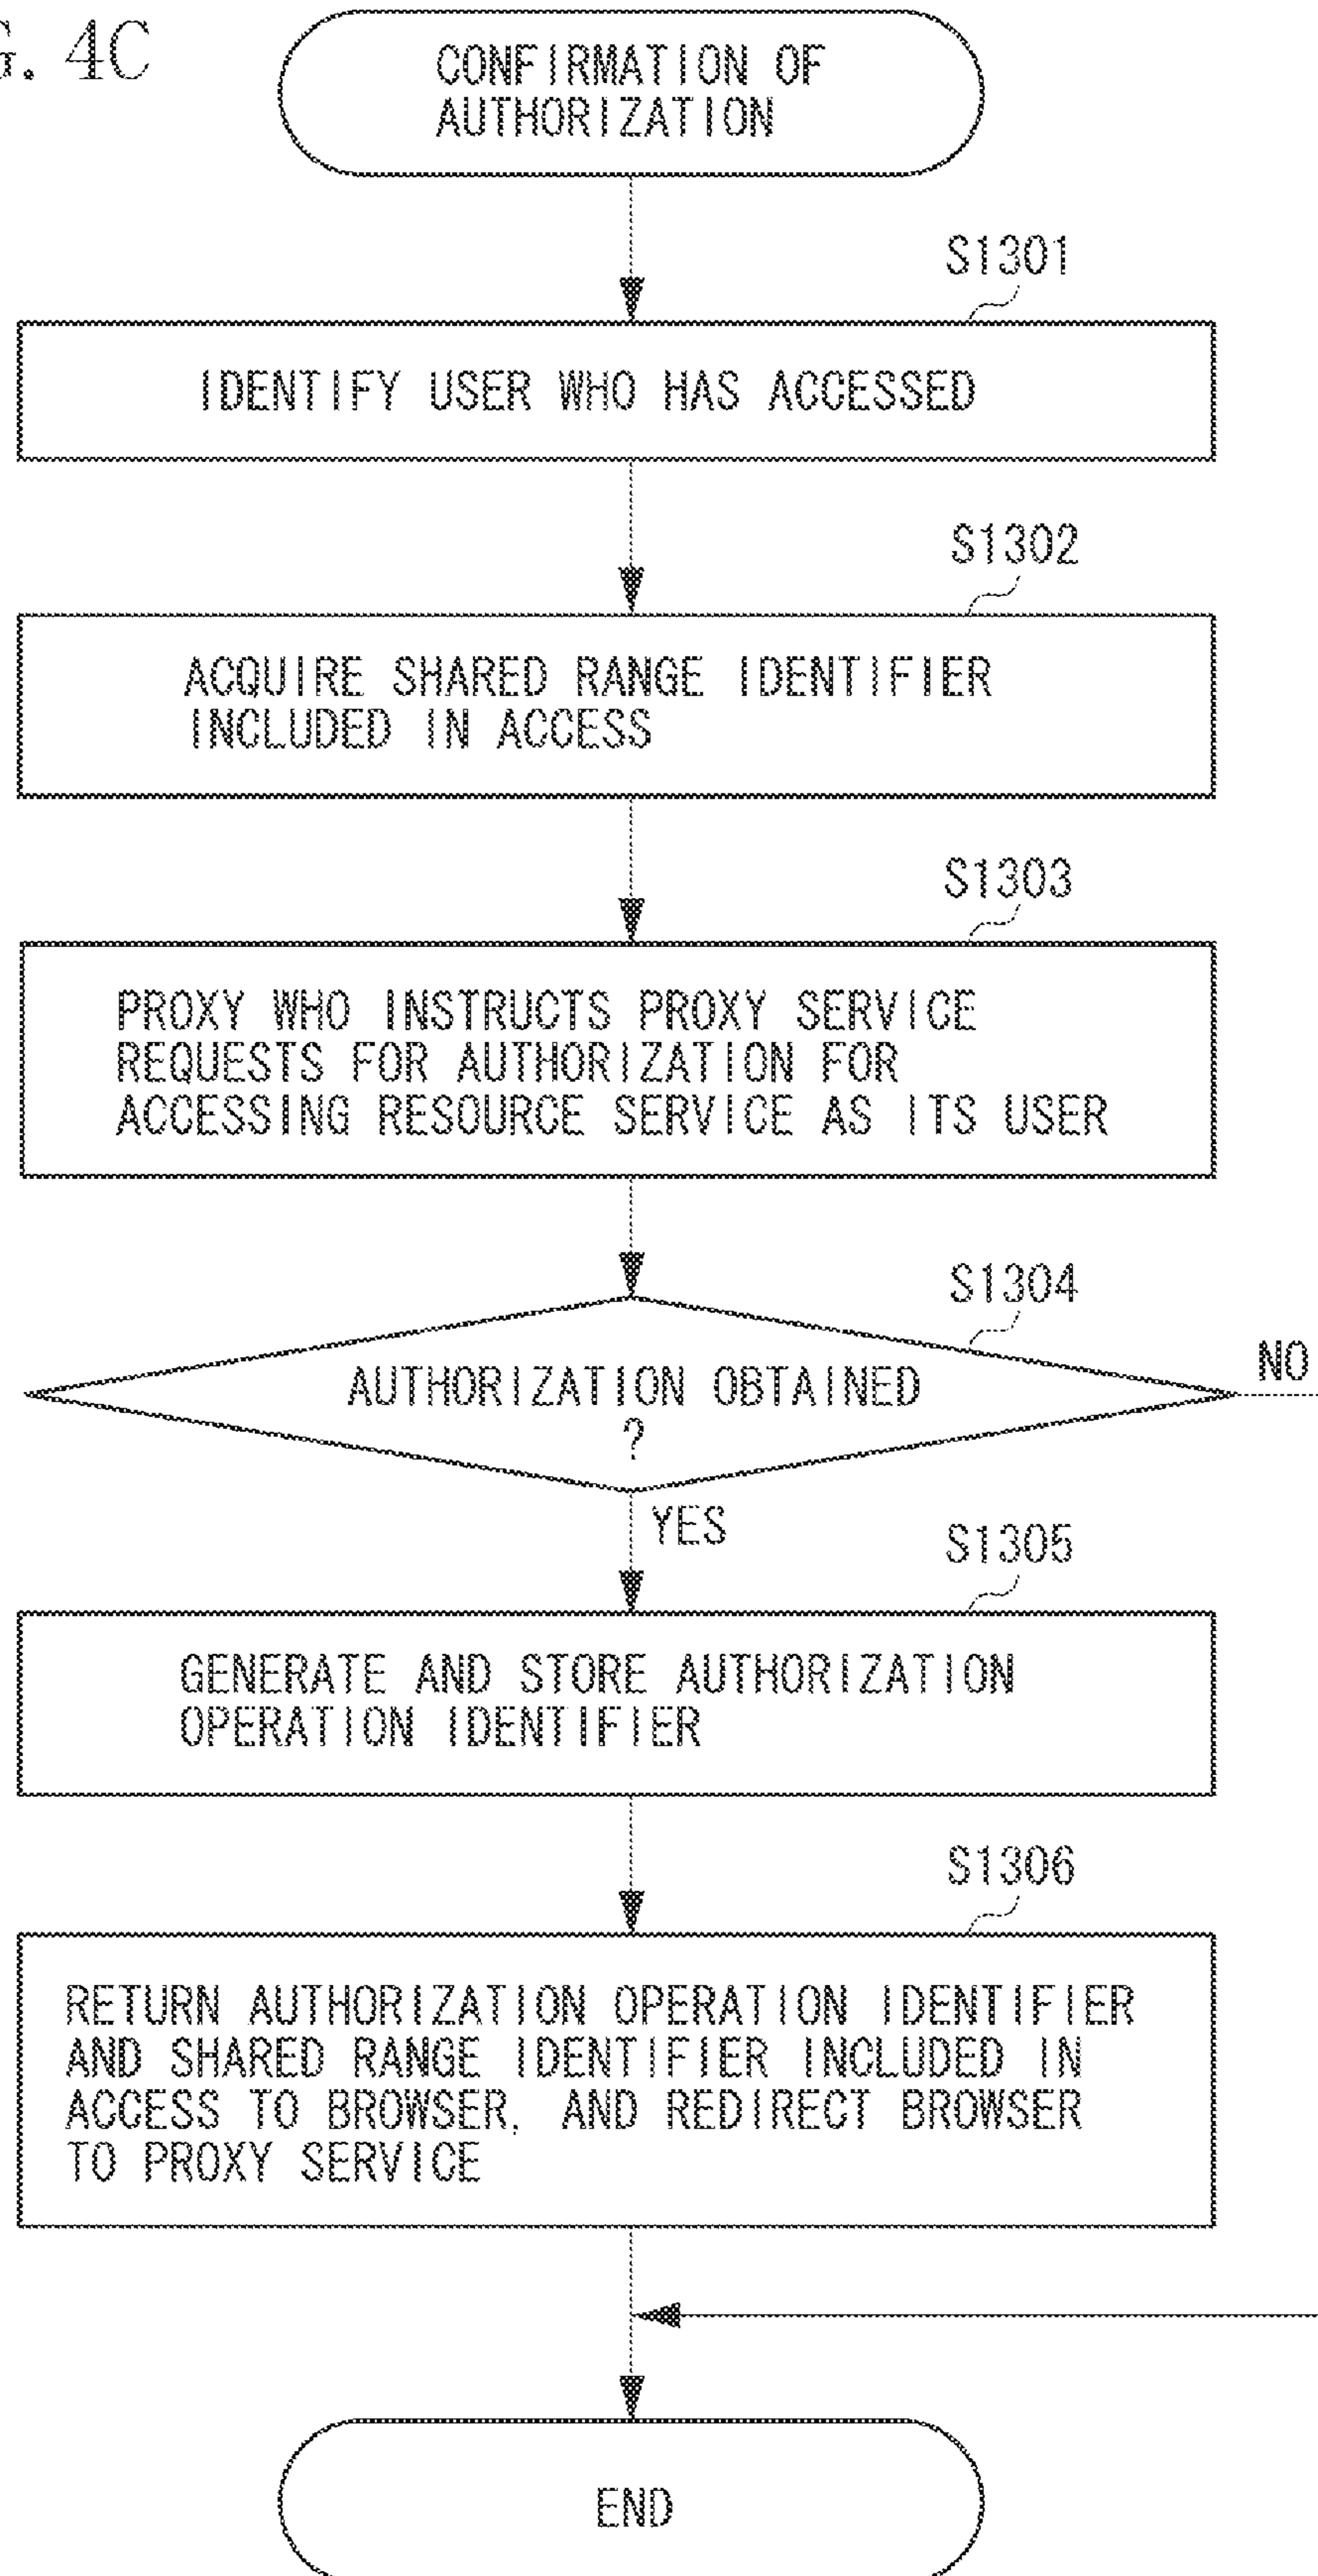 G. 4C
CONFIRMATION OF
AUTHORIZATION
S1301
IDENTIFY USER WHO HAS ACCESSED
S1302
ACQUIRE SHARED RANGE IDENTIFIER
INCLUDED IN ACCESS
S1303
PROXY WHO INSTRUCTS PROXY SERVICE
REQUESTS FOR AUTHORIZATION FOR
ACCESSING RESOURCE SERVICE AS ITS USER
S1304
AUTHORIZATION OBTAINED
?
NO
YES
S1305
GENERATE AND STORE AUTHORIZATION
OPERATION IDENTIFIER
S1306
RETURN AUTHORIZATION OPERATION IDENTIFIER
AND SHARED RANGE IDENTIFIER INCLUDED IN
ACCESS TO BROWSER, AND REDIRECT BROWSER
TO PROXY SERVICE
END